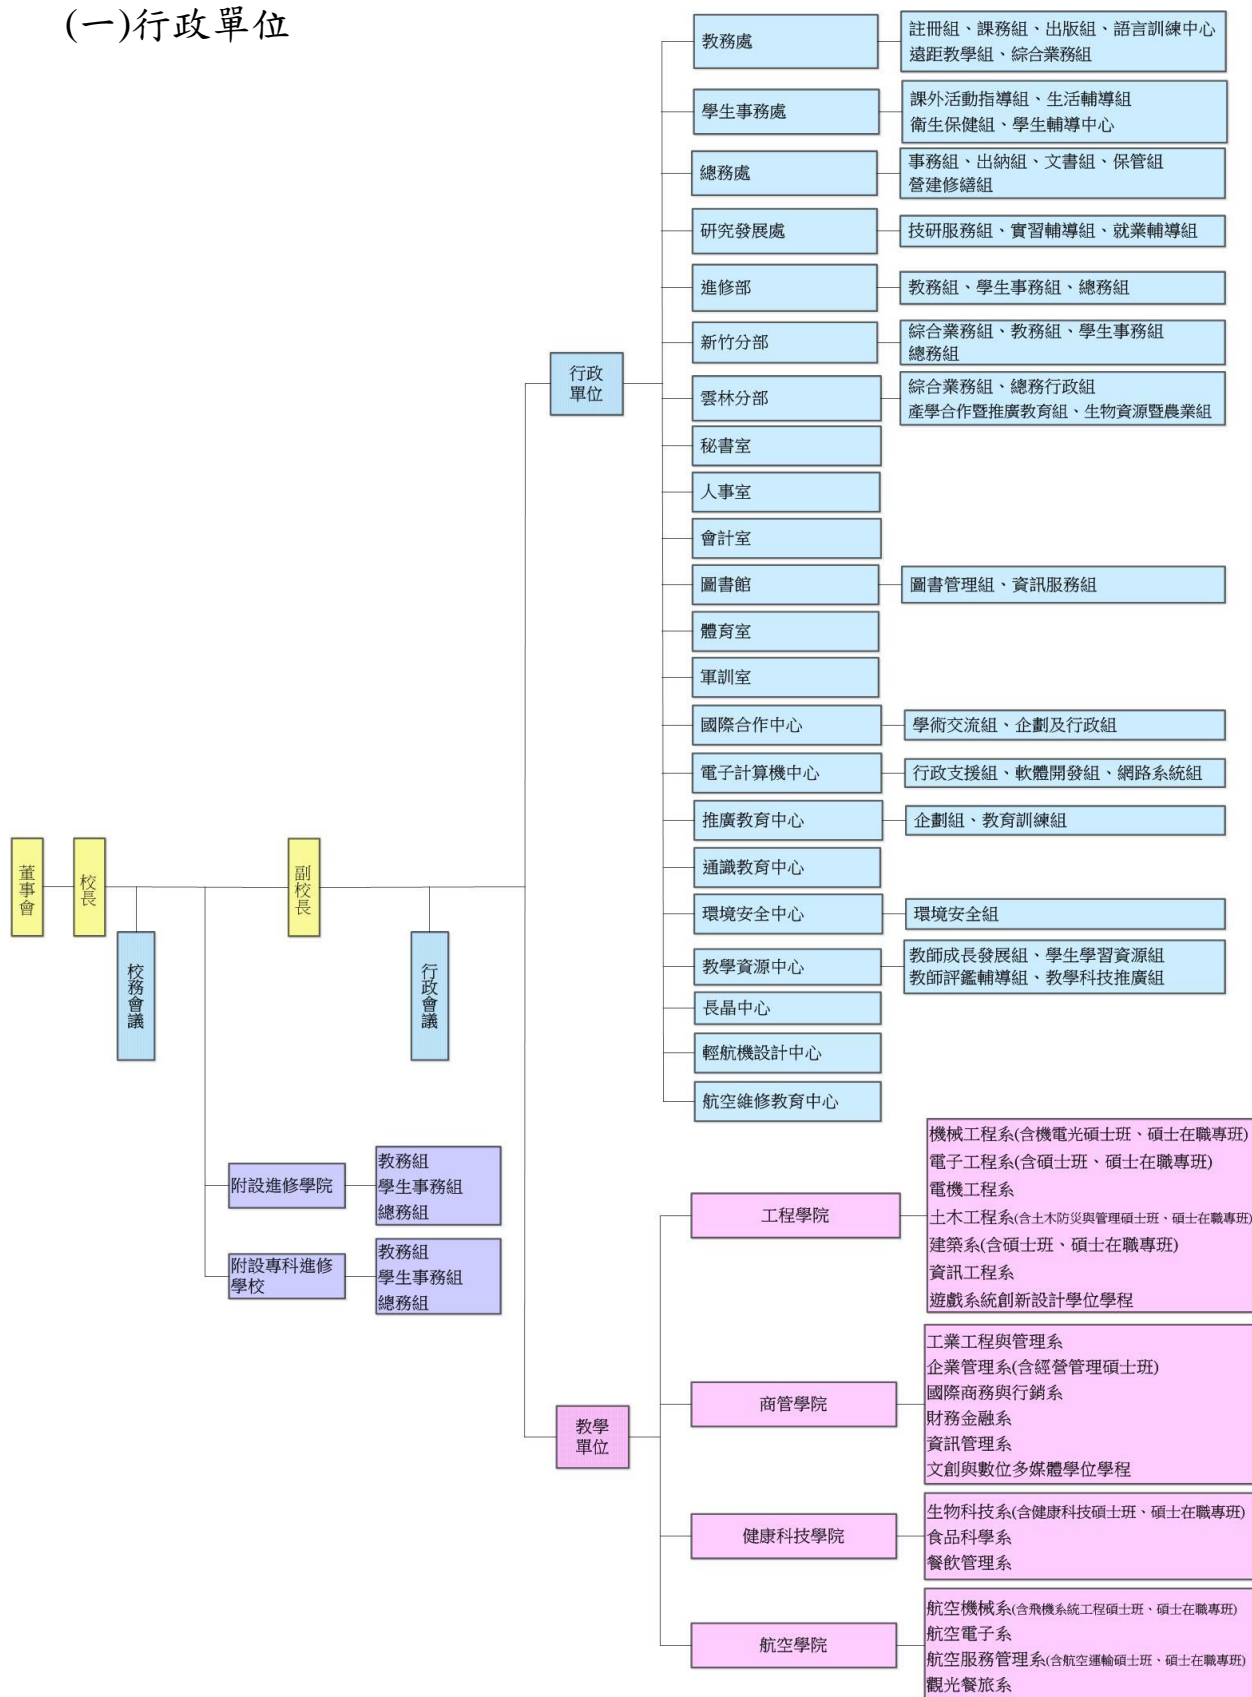 (一)行政單位
教務處
註冊組、課務組、出版組、語言訓練中心
遠距教學組、綜合業務組
學生事務處
課外活動指導組、生活輔導組
衛生保健組、學生輔導中心
總務處
事務組、出納組、文書組、保管組
營建修繕組
研究發展處
技研服務組、實習輔導組、就業輔導組
進修部
教務組、學生事務組、總務組
新竹分部
綜合業務組、教務組、學生事務組
總務組
行政
單位
雲林分部
綜合業務組、總務行政組
產學合作暨推廣教育組、生物資源暨農業組
秘書室
人事室
會計室
圖書館
圖書管理組、資訊服務組
體育室
軍訓室
國際合作中心
學術交流組、企劃及行政組
電子計算機中心
行政支援組、軟體開發組、網路系統組
推廣教育中心
企劃組、教育訓練組
通識教育中心
環境安全中心
環境安全組
教學資源中心
教師成長發展組、學生學習資源組
教師評鑑輔導組、教學科技推廣組
長晶中心
輕航機設計中心
航空維修教育中心
董事會
校長
副校長
校務會議
行政會議
附設進修學院
教務組
學生事務組
總務組
附設專科進修
學校
教務組
學生事務組
總務組
教學
單位
工程學院
機械工程系(含機電光碩士班、碩士在職專班)
電子工程系(含碩士班、碩士在職專班)
電機工程系
土木工程系(含土木防災與管理碩士班、碩士在職專班)
建築系(含碩士班、碩士在職專班)
資訊工程系
遊戲系統創新設計學位學程
商管學院
工業工程與管理系
企業管理系(含經營管理碩士班)
國際商務與行銷系
財務金融系
資訊管理系
文創與數位多媒體學位學程
健康科技學院
生物科技系(含健康科技碩士班、碩士在職專班)
食品科學系
餐飲管理系
航空學院
航空機械系(含飛機系統工程碩士班、碩士在職專班)
航空電子系
航空服務管理系(含航空運輸碩士班、碩士在職專班)
觀光餐旅系